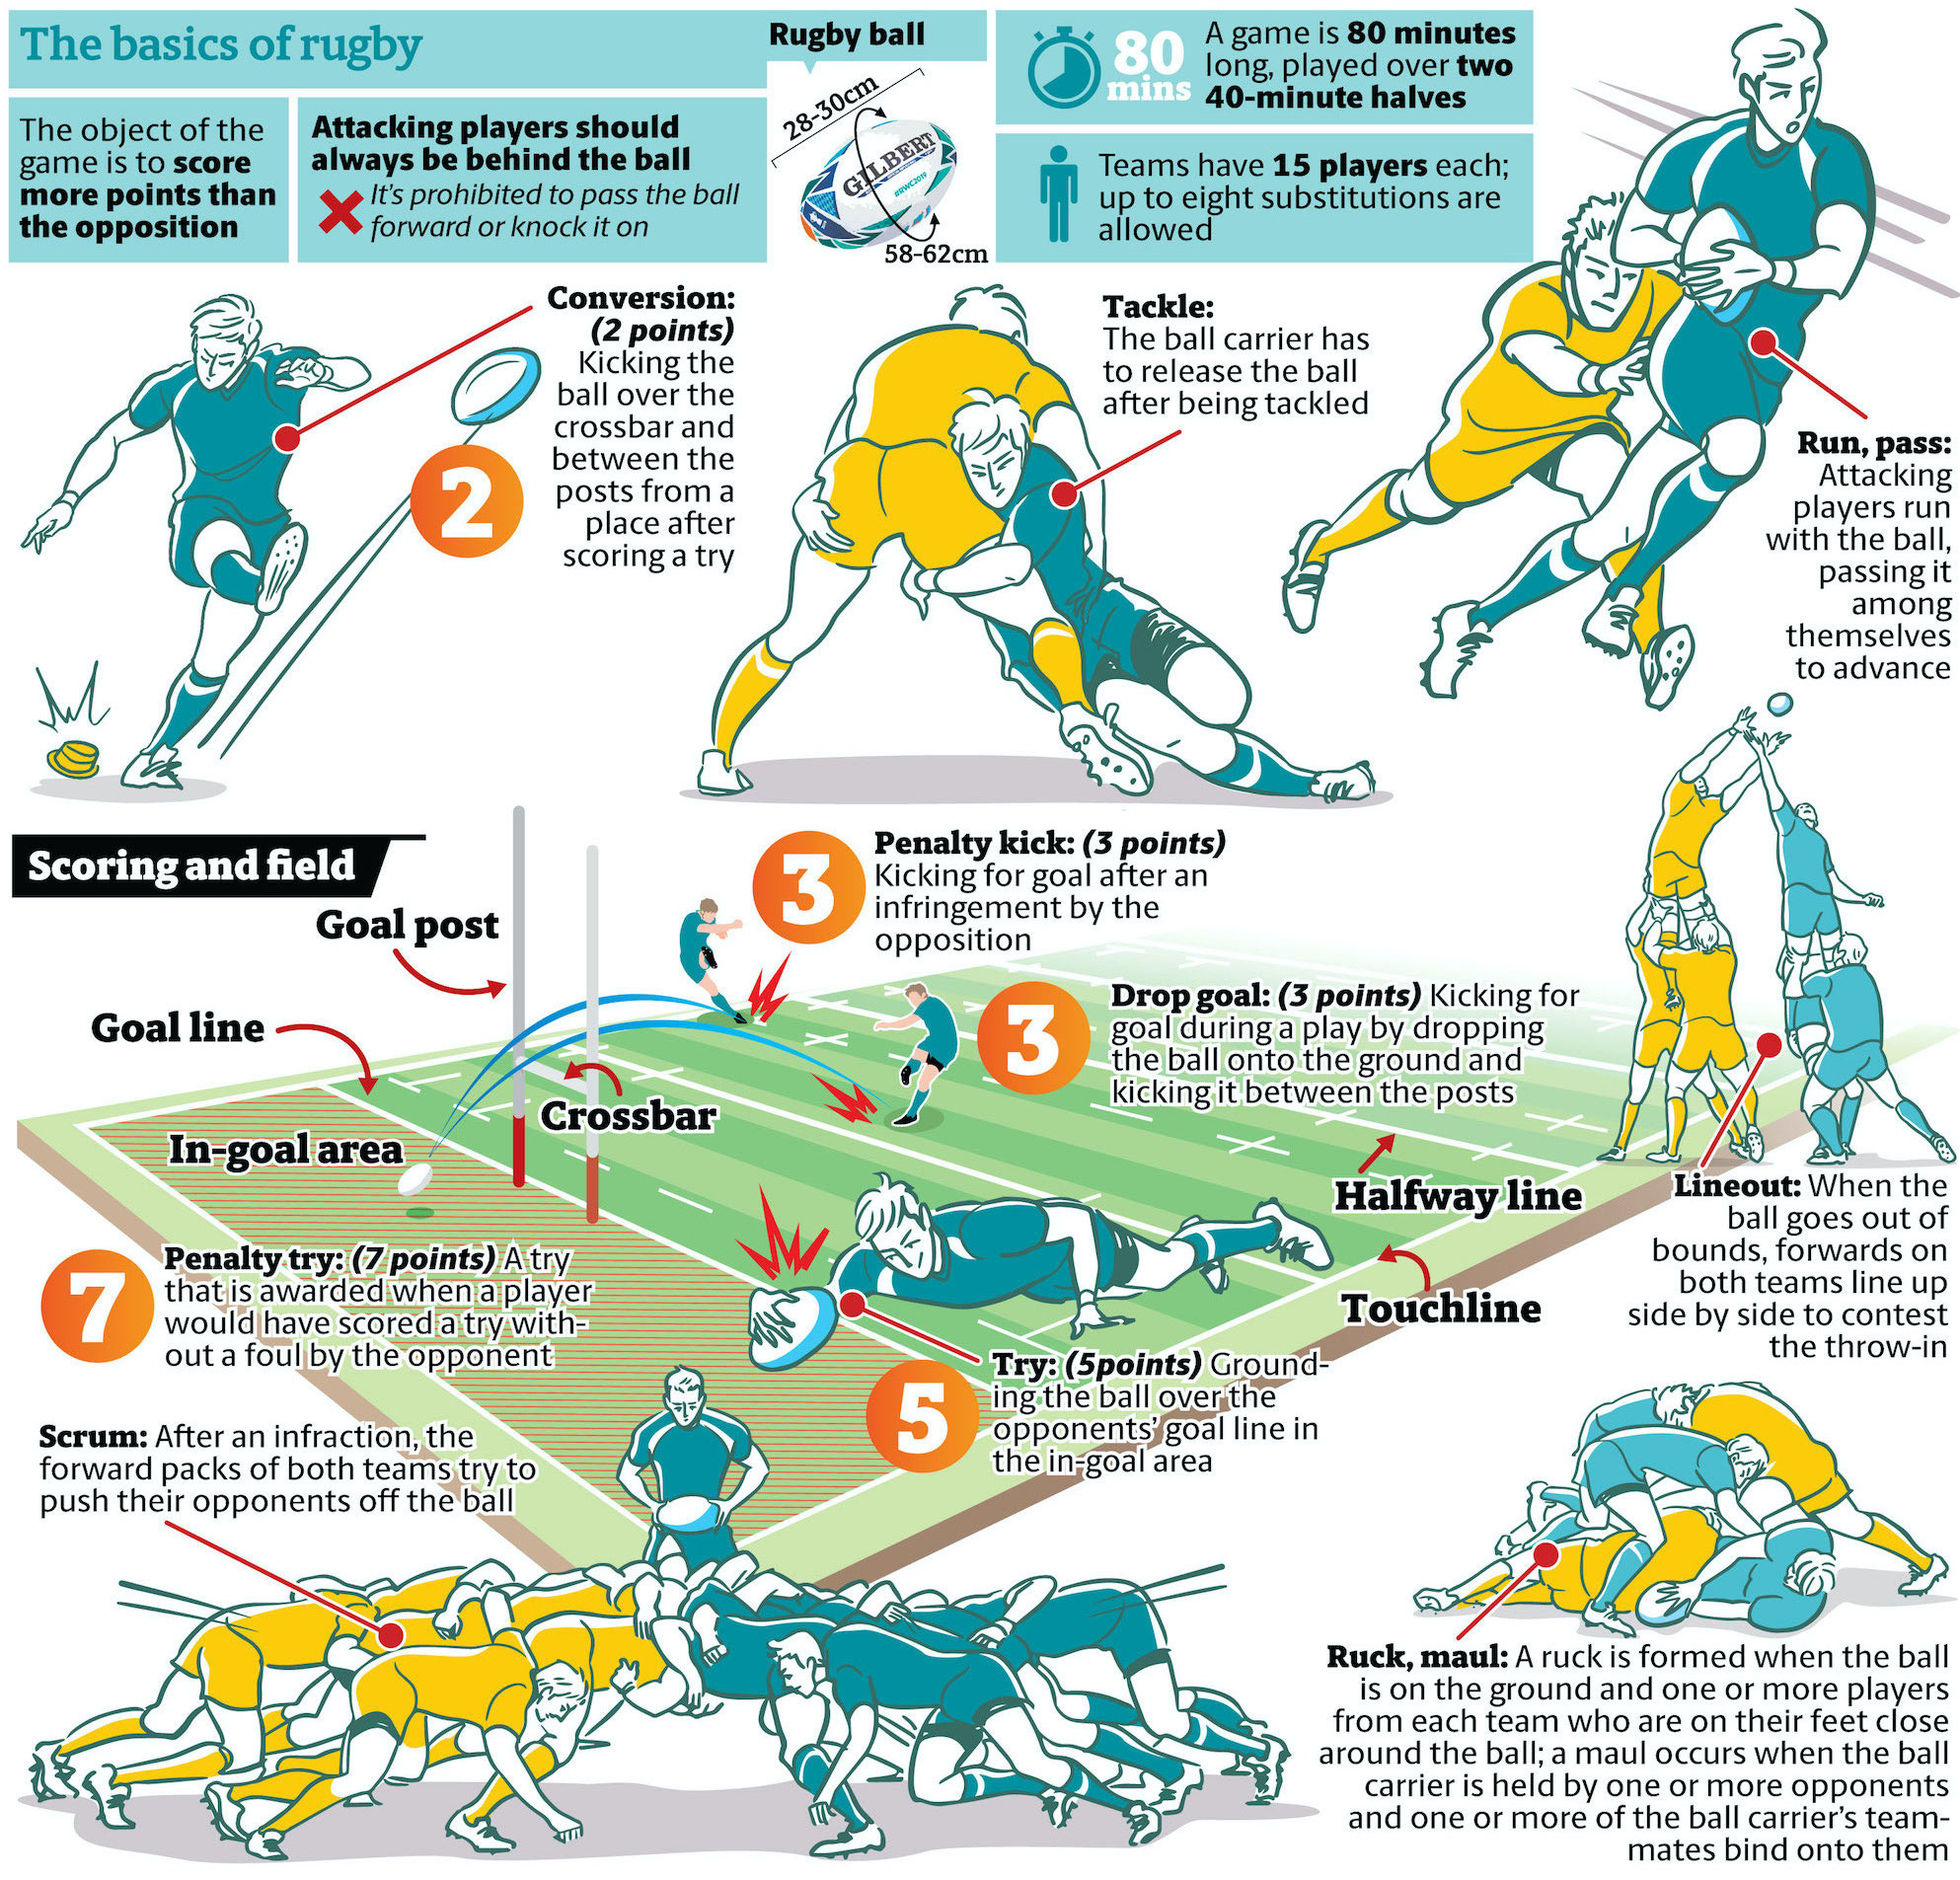 The basics of rugby
The object of the
game is to score
more points than
the opposition
Attacking players should
always be behind the ball
It's prohibited to pass the ball
forward or knock it on
Rugby ball
28-30cm
GILBERT
#RWC2019
58-62cm
80
mins
A game is 80 minutes
long, played over two
40-minute halves
Teams have 15 players each;
up to eight substitutions are
allowed
Conversion:
(2 points)
Kicking the
ball over the
crossbar and
between the
posts from a
place after
scoring a try
2
Tackle:
The ball carrier has
to release the ball
after being tackled
Run, pass:
Attacking
players run
with the ball,
passing it
among
themselves
to advance
Scoring and field
Goal post
Goal line
Crossbar
In-goal area
3
Penalty kick: (3 points)
Kicking for goal after an
infringement by the
opposition
3
Drop goal: (3 points) Kicking for
goal during a play by dropping
the ball onto the ground and
kicking it between the posts
Halfway line
Touchline
Lineout: When the
ball goes out of
bounds, forwards on
both teams line up
side by side to contest
the throw-in
7
Penalty try: (7 points) A try
that is awarded when a player
would have scored a try with-
out a foul by the opponent
5
Try: (5points) Ground-
ing the ball over the
opponents' goal line in
the in-goal area
Scrum: After an infraction, the
forward packs of both teams try to
push their opponents off the ball
Ruck, maul: A ruck is formed when the ball
is on the ground and one or more players
from each team who are on their feet close
around the ball; a maul occurs when the ball
carrier is held by one or more opponents
and one or more of the ball carrier's team-
mates bind onto them